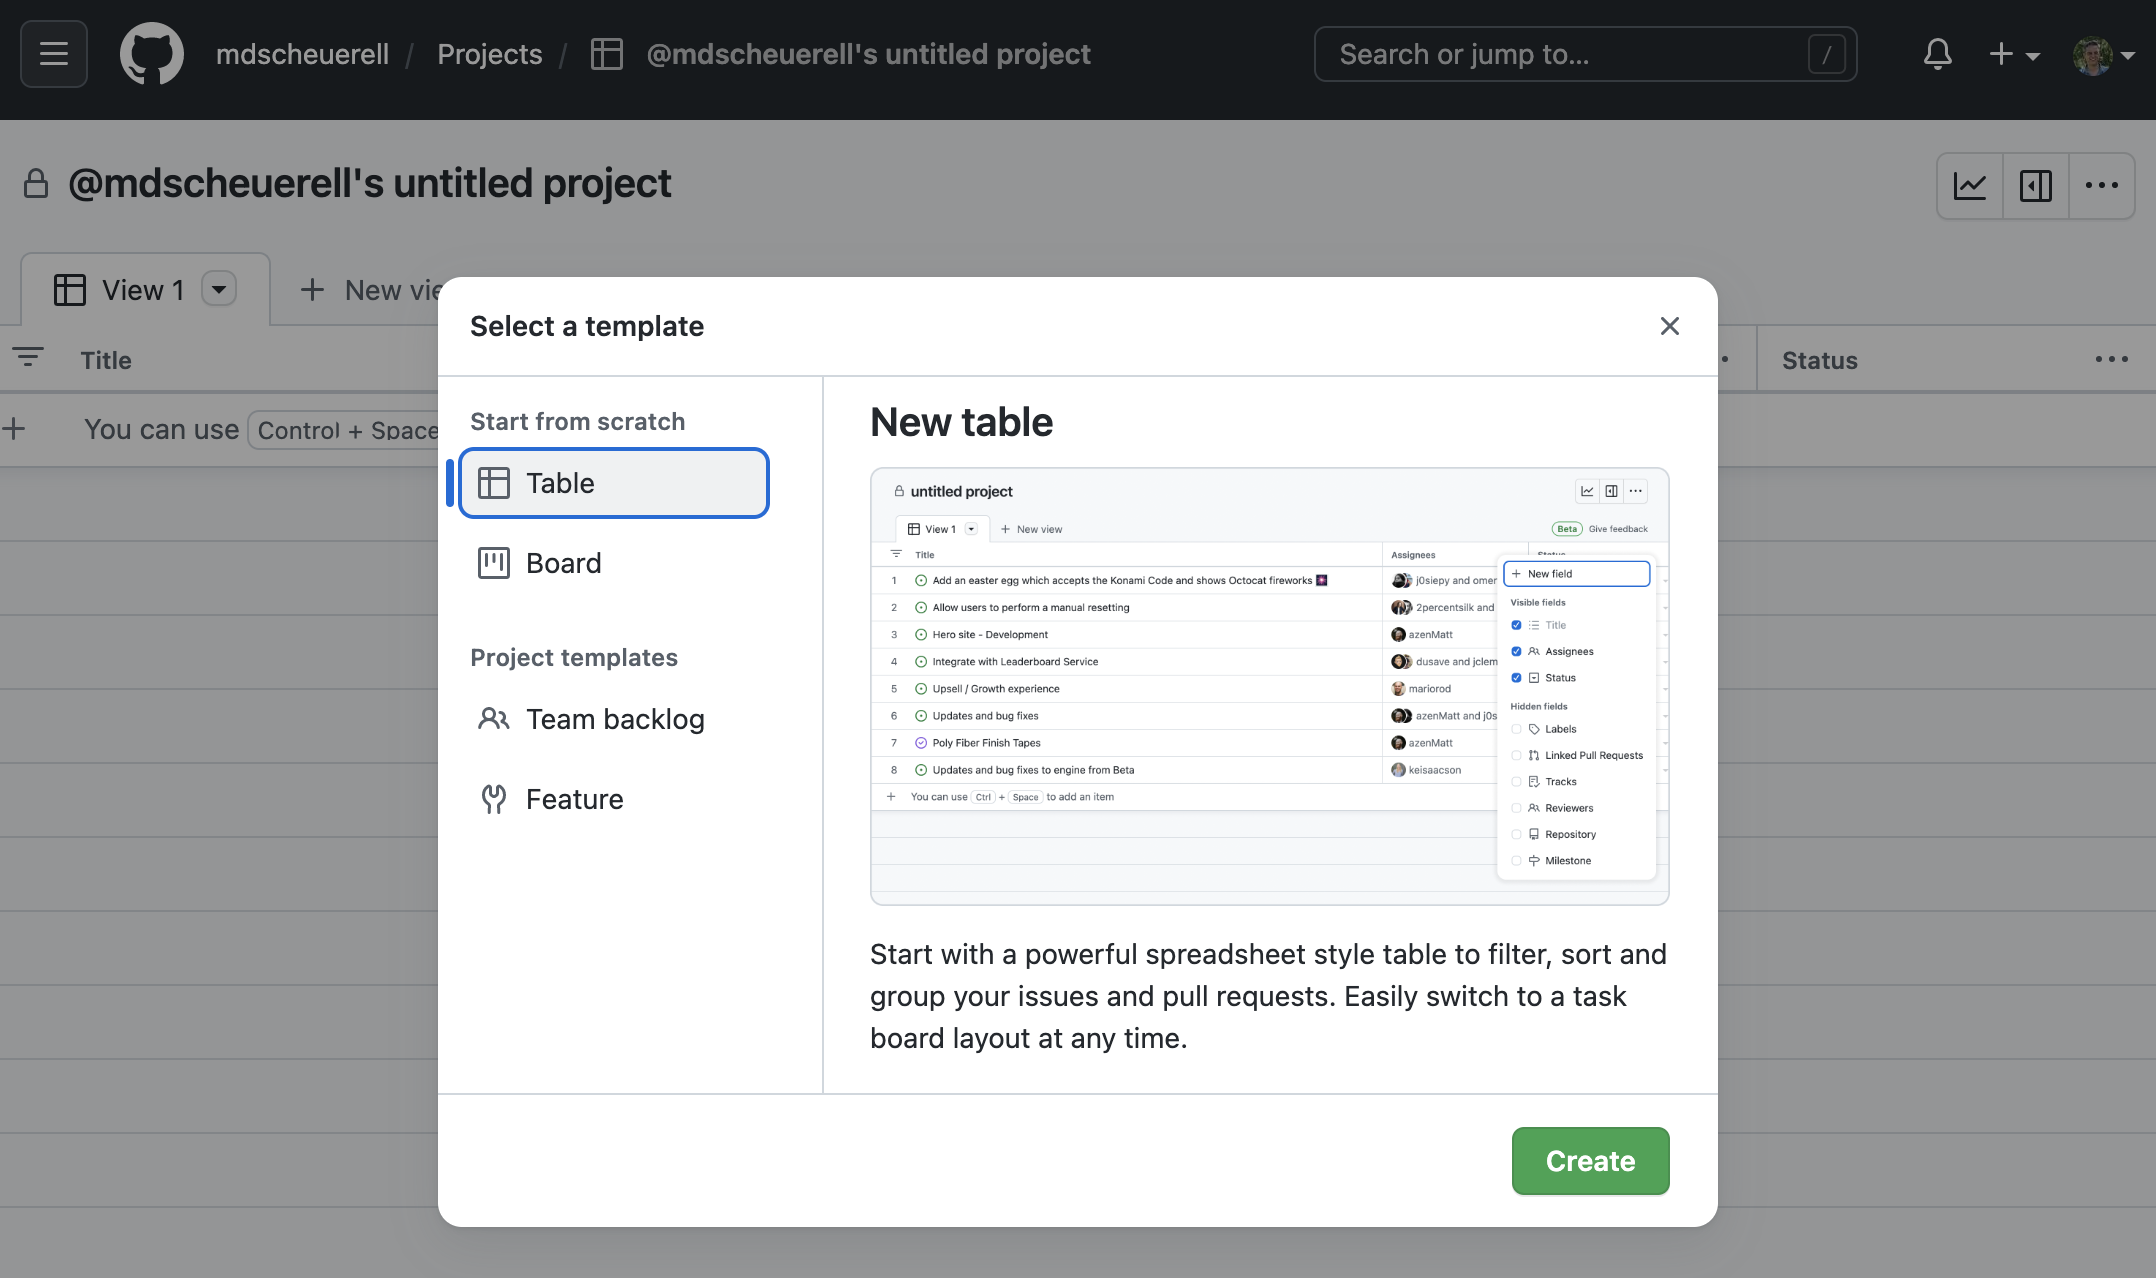 mdscheuerell / Projects / @mdscheuerell's untitled project
Search or jump to... /
@mdscheuerell's untitled project
View 1
+ New vie
Title
Status
You can use Control + Space
Select a template
Start from scratch
Table
Board
Project templates
Team backlog
Feature
New table
untitled project
View 1
+ New view
Beta Give feedback
Title Assignees Status
1 Add an easter egg which accepts the Konami Code and shows Octocat fireworks j0siepy and omer
2 Allow users to perform a manual resetting 2percentsilk and
3 Hero site - Development azenMatt
4 Integrate with Leaderboard Service dusave and jclem
5 Upsell / Growth experience mariorod
6 Updates and bug fixes azenMatt and j0s
7 Poly Fiber Finish Tapes azenMatt
8 Updates and bug fixes to engine from Beta keisaacson
+ You can use Ctrl + Space to add an item
+ New field
Visible fields
Title
Assignees
Status
Hidden fields
Labels
Linked Pull Requests
Tracks
Reviewers
Repository
Milestone
Start with a powerful spreadsheet style table to filter, sort and
group your issues and pull requests. Easily switch to a task
board layout at any time.
Create